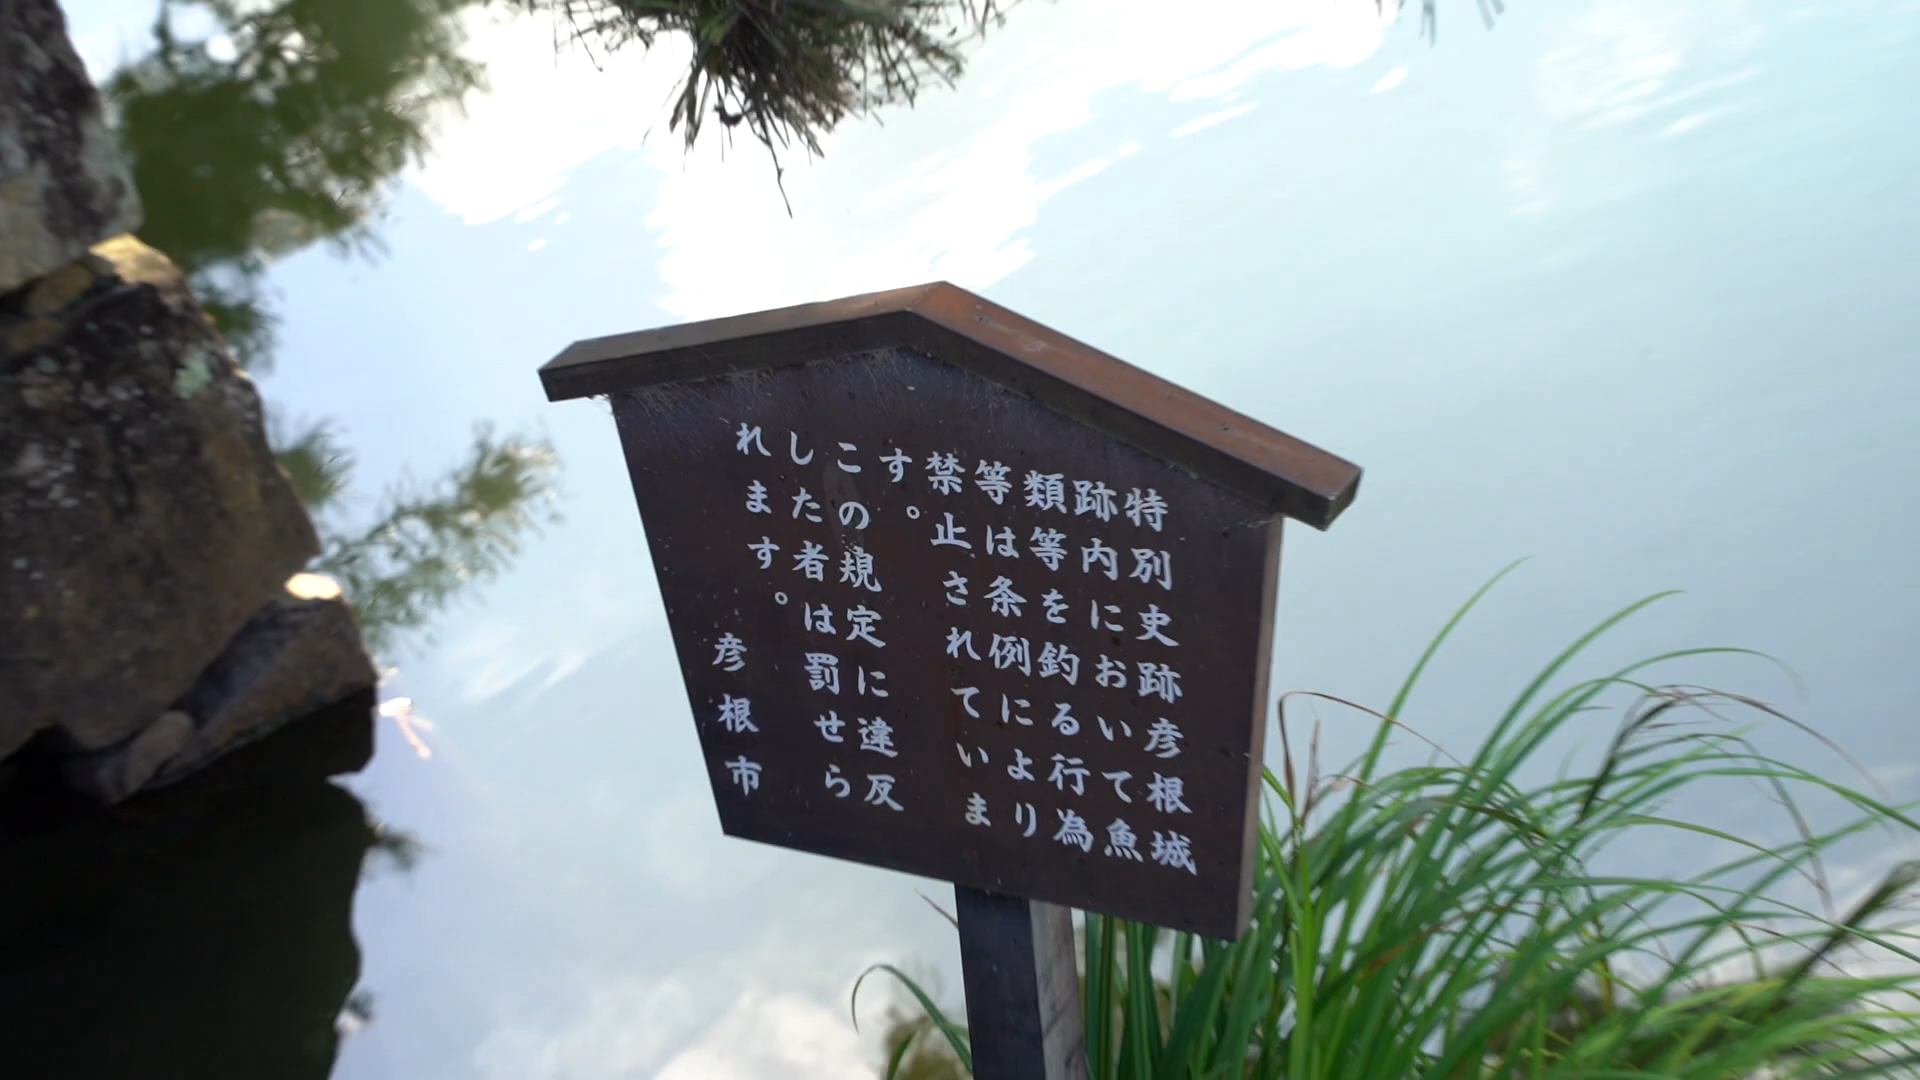 特別史跡彦根城
跡内において魚
類等を釣る行為
等は条例により
禁止されていま
す。
この規定に違反
した者は罰せら
れます。
彦根市